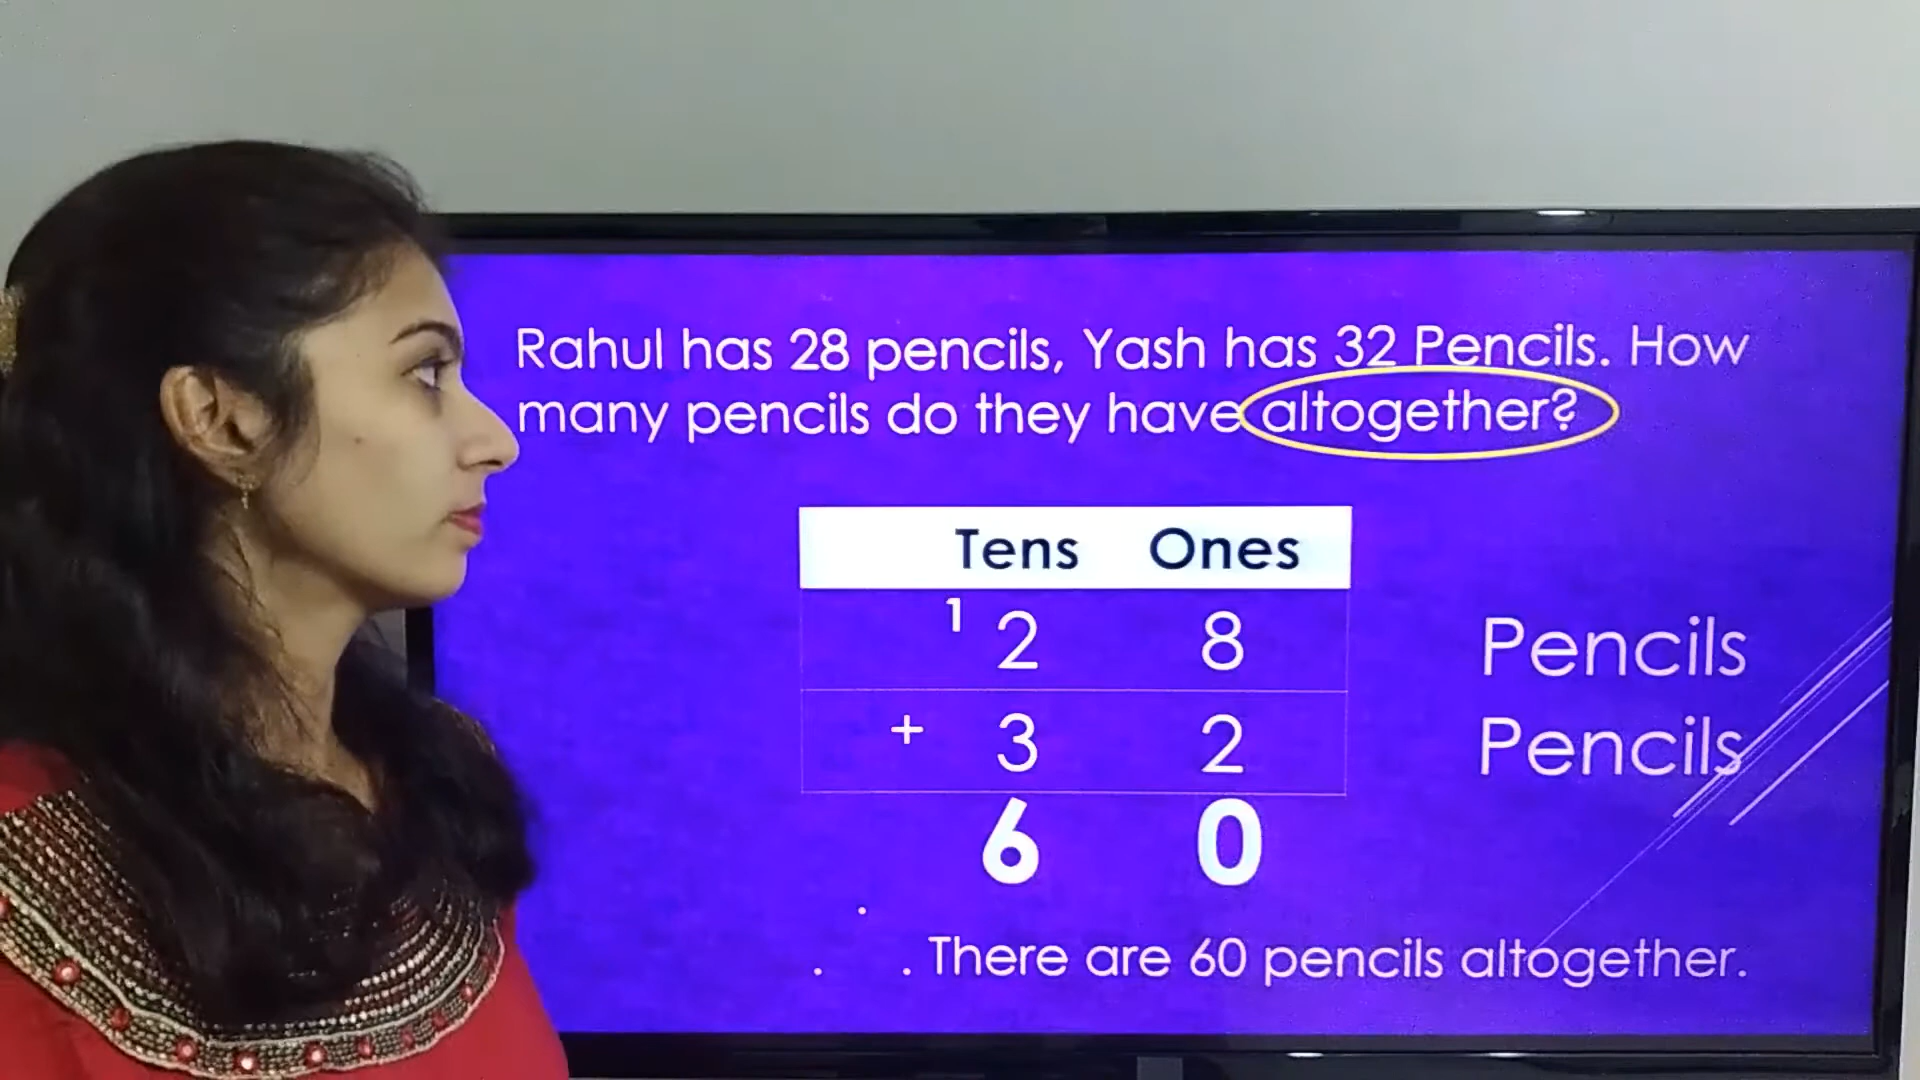 Rahul has 28 pencils, Yash has 32 Pencils. How
many pencils do they have altogether?
Tens Ones
1 2 8 Pencils
+ 3 2 Pencils
6 0
. . . There are 60 pencils altogether.